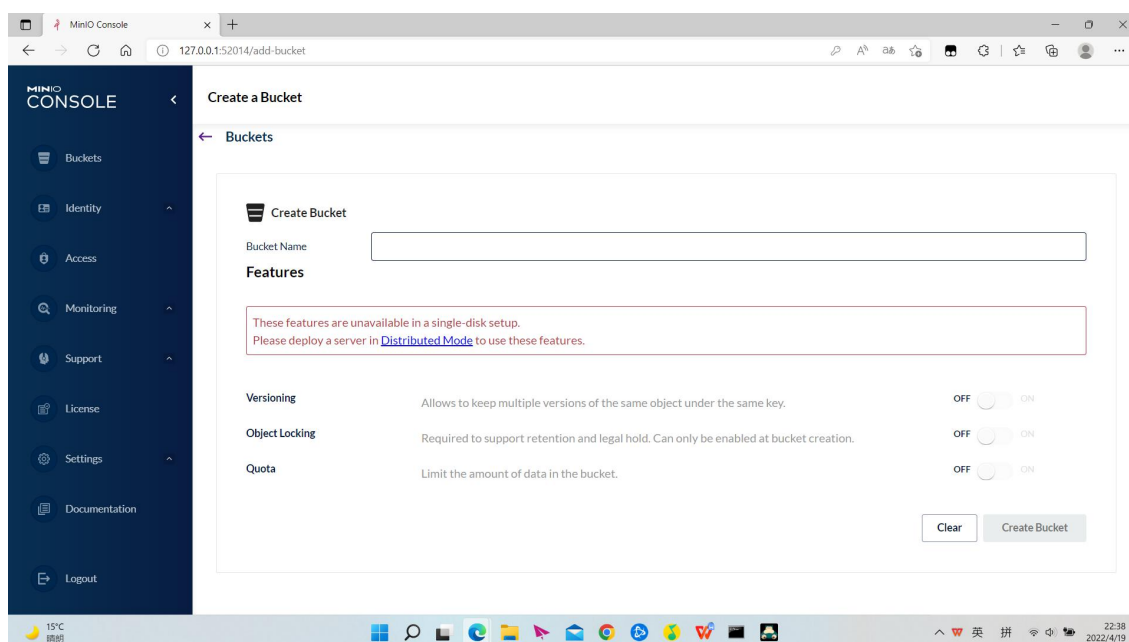 MinIO Console
127.0.0.1:52014/add-bucket
MINIO
CONSOLE
Create a Bucket
Buckets
Buckets
Identity
Access
Monitoring
Support
License
Settings
Documentation
Logout
Create Bucket
Bucket Name
Features
These features are unavailable in a single-disk setup.
Please deploy a server in Distributed Mode to use these features.
Versioning
Allows to keep multiple versions of the same object under the same key.
OFF ON
Object Locking
Required to support retention and legal hold. Can only be enabled at bucket creation.
OFF ON
Quota
Limit the amount of data in the bucket.
OFF ON
Clear Create Bucket
15°C
晴朗
英 拼
22:38
2022/4/19